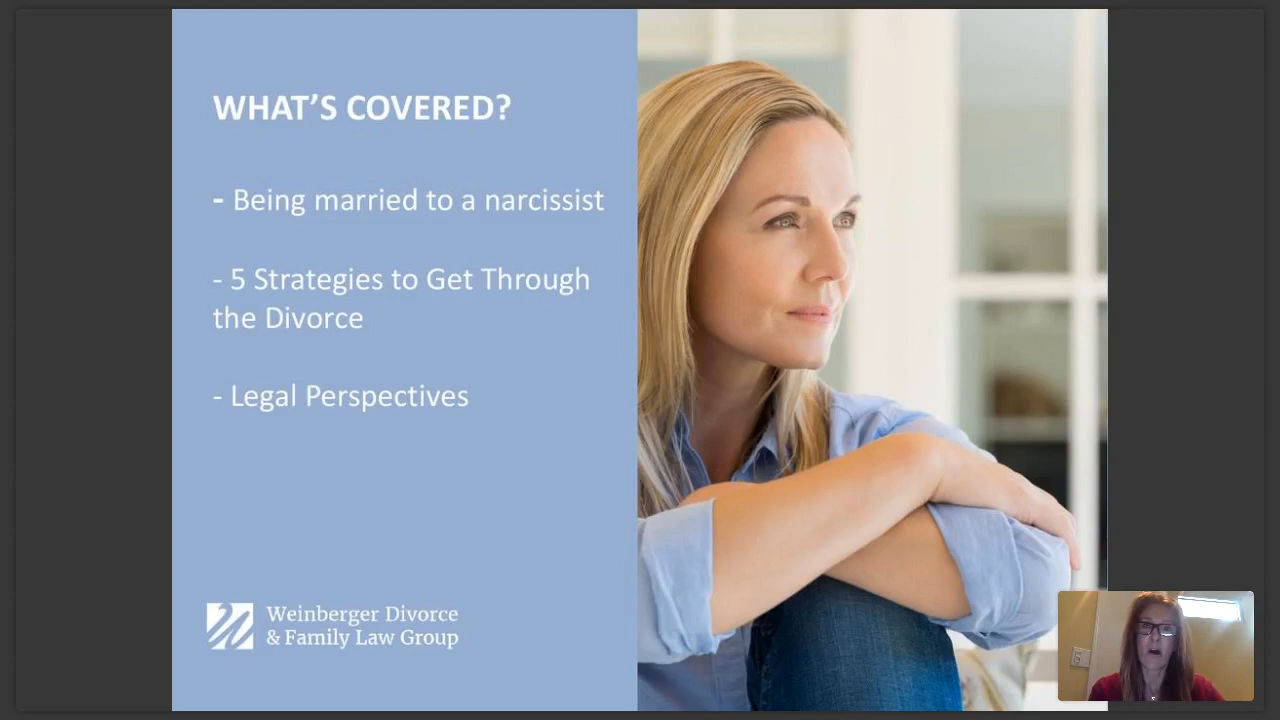 WHAT’S COVERED?
- Being married to a narcissist
- 5 Strategies to Get Through
the Divorce
- Legal Perspectives
Weinberger Divorce
& Family Law Group